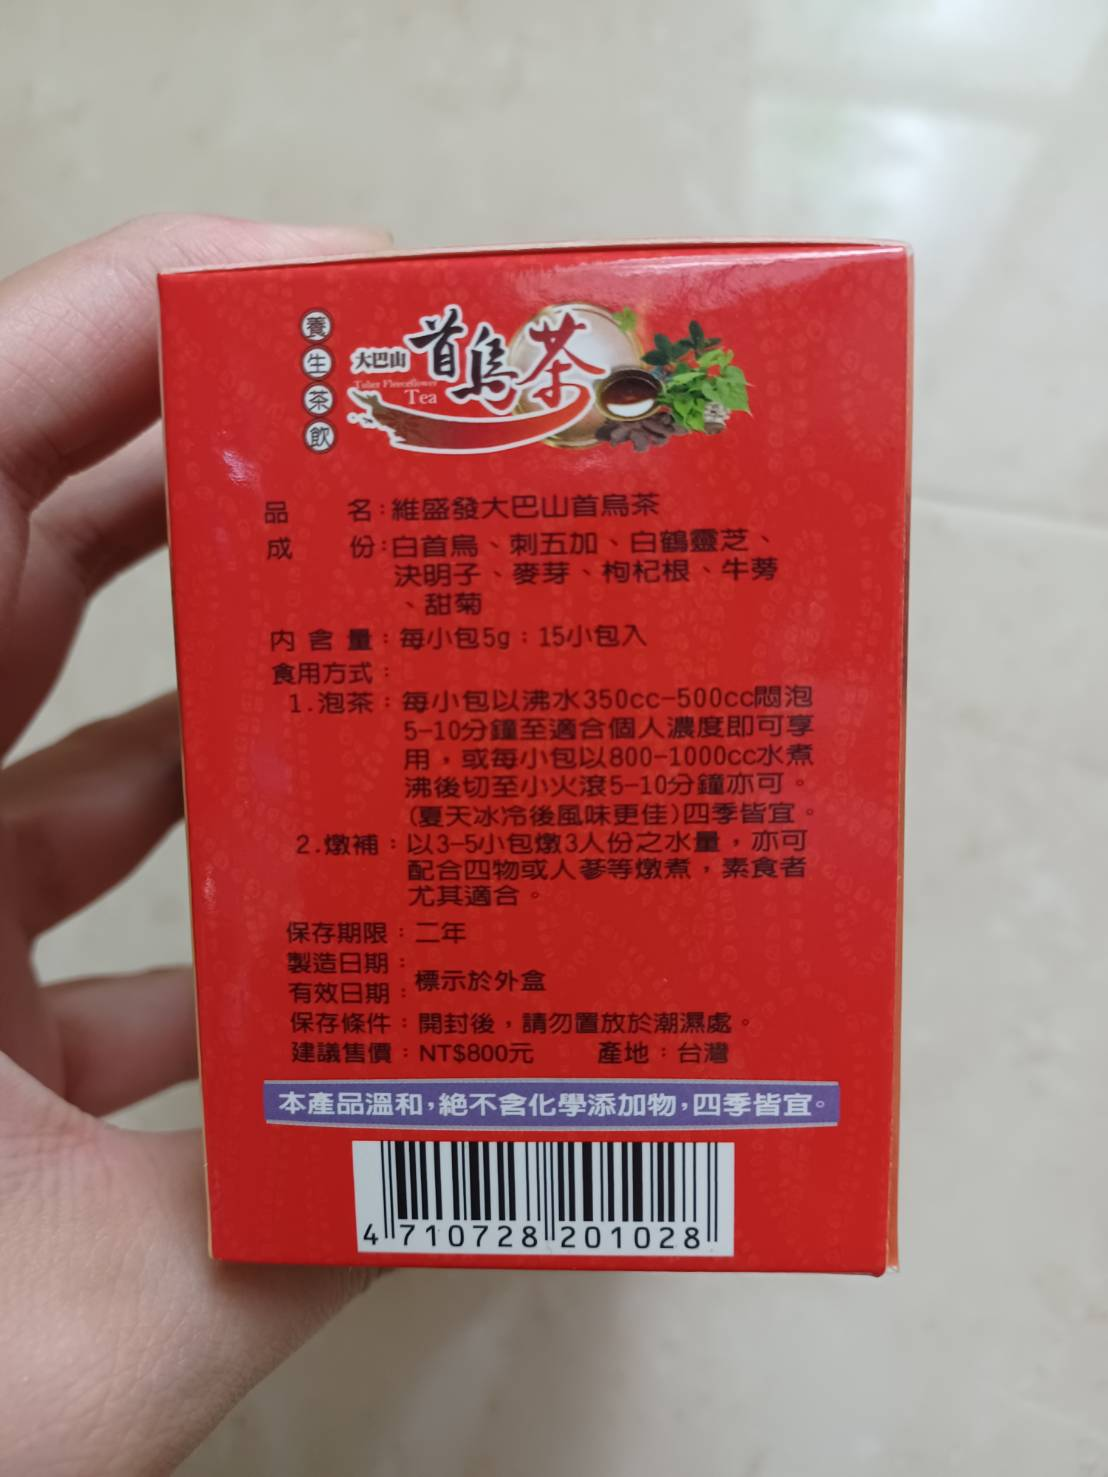 養生茶飲
大巴山
首烏茶
Tuber Fleeceflower
Tea
品　　名：維盛發大巴山首烏茶
成　　份：白首烏、刺五加、白鶴靈芝、
決明子、麥芽、枸杞根、牛蒡
、甜菊
內 含 量：每小包5g；15小包入
食用方式：
1.泡茶：每小包以沸水350cc-500cc悶泡
5-10分鐘至適合個人濃度即可享
用，或每小包以800-1000cc水煮
沸後切至小火滾5-10分鐘亦可。
(夏天冰冷後風味更佳)四季皆宜。
2.燉補：以3-5小包燉3人份之水量，亦可
配合四物或人蔘等燉煮，素食者
尤其適合。
保存期限：二年
製造日期：
標示於外盒
有效日期：
保存條件：開封後，請勿置放於潮濕處。
建議售價：NT$800元　　產地：台灣
本產品溫和，絕不含化學添加物，四季皆宜。
4 710728 201028